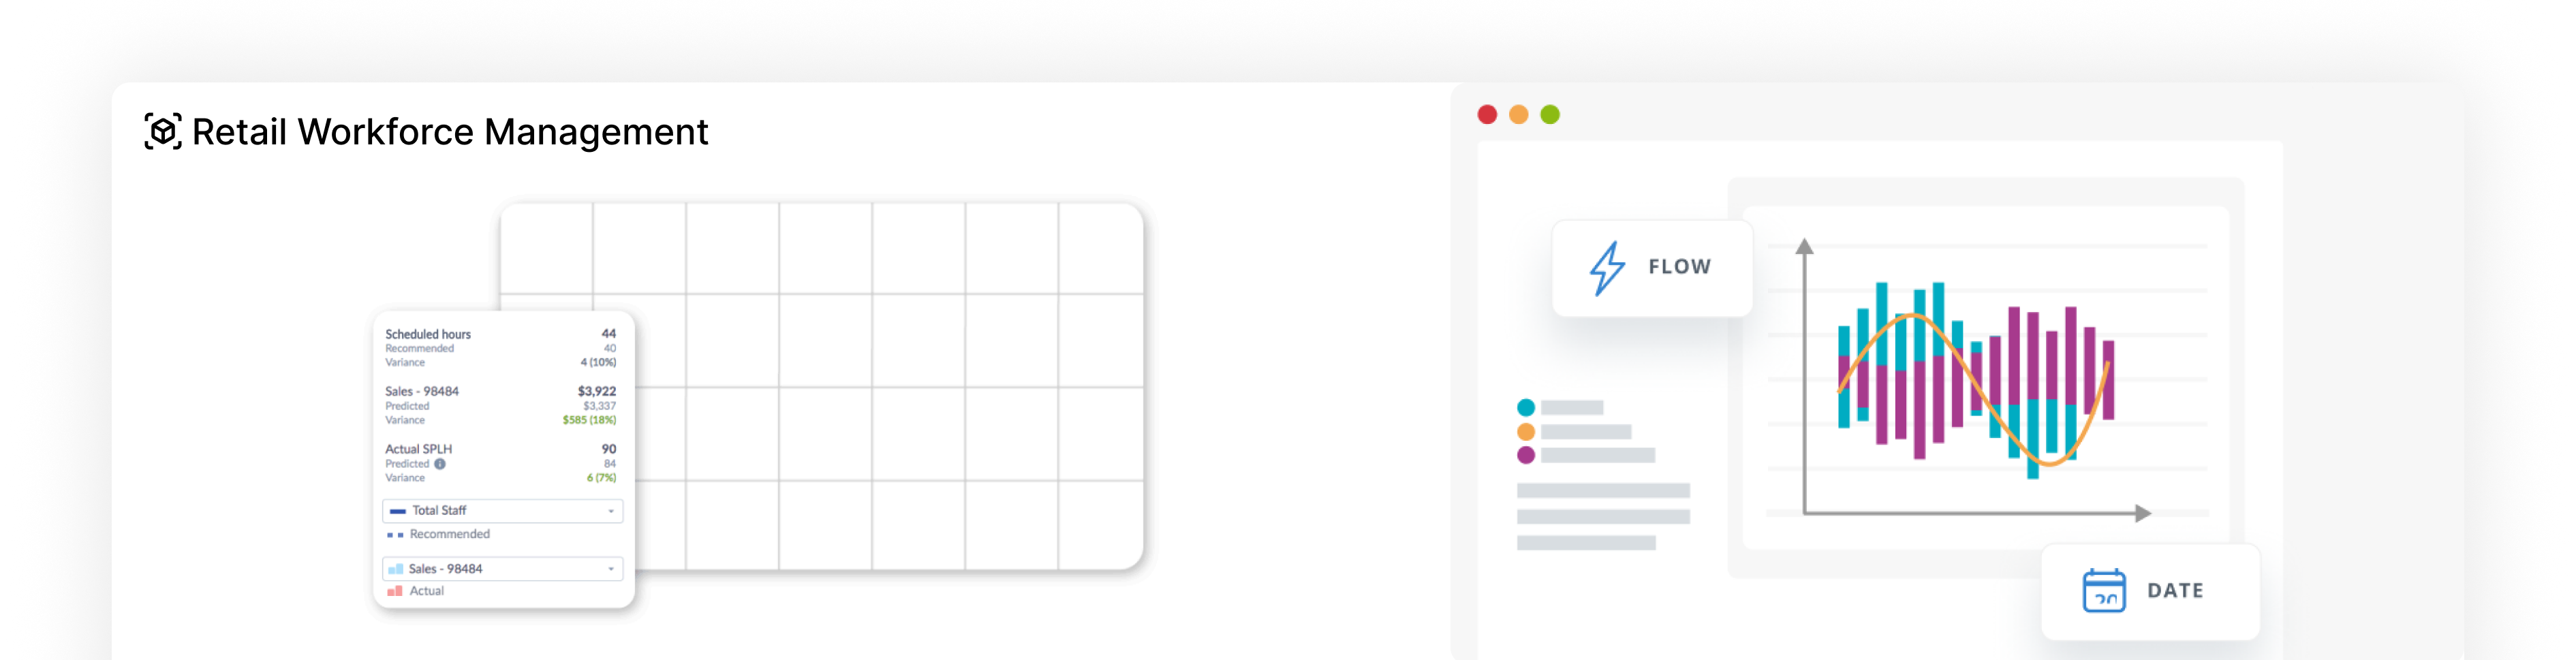 Retail Workforce Management
Scheduled hours 44
Recommended 40
Variance 4 (10%)
Sales - 98484 $3,922
Predicted $3,337
Variance $585 (18%)
Actual SPLH 90
Predicted 84
Variance 6 (7%)
Total Staff
Recommended
Sales - 98484
Actual
FLOW
DATE